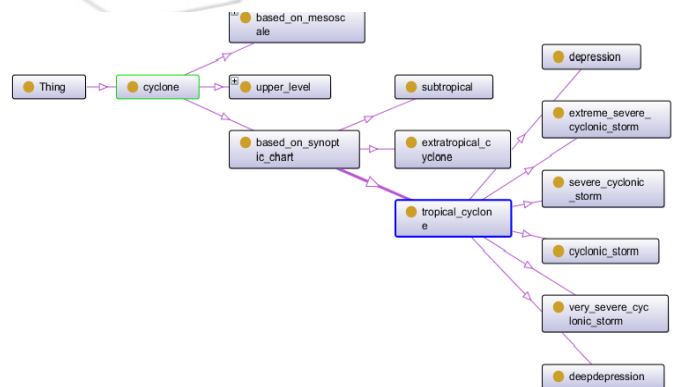 based_on_mesosc
ale
Thing
cyclone
upper_level
based_on_synopt
ic_chart
subtropical
extratropical_c
yclone
tropical_cyclon
e
depression
extreme_severe_
cyclonic_storm
severe_cyclonic
_storm
cyclonic_storm
very_severe_cyc
lonic_storm
deepdepression